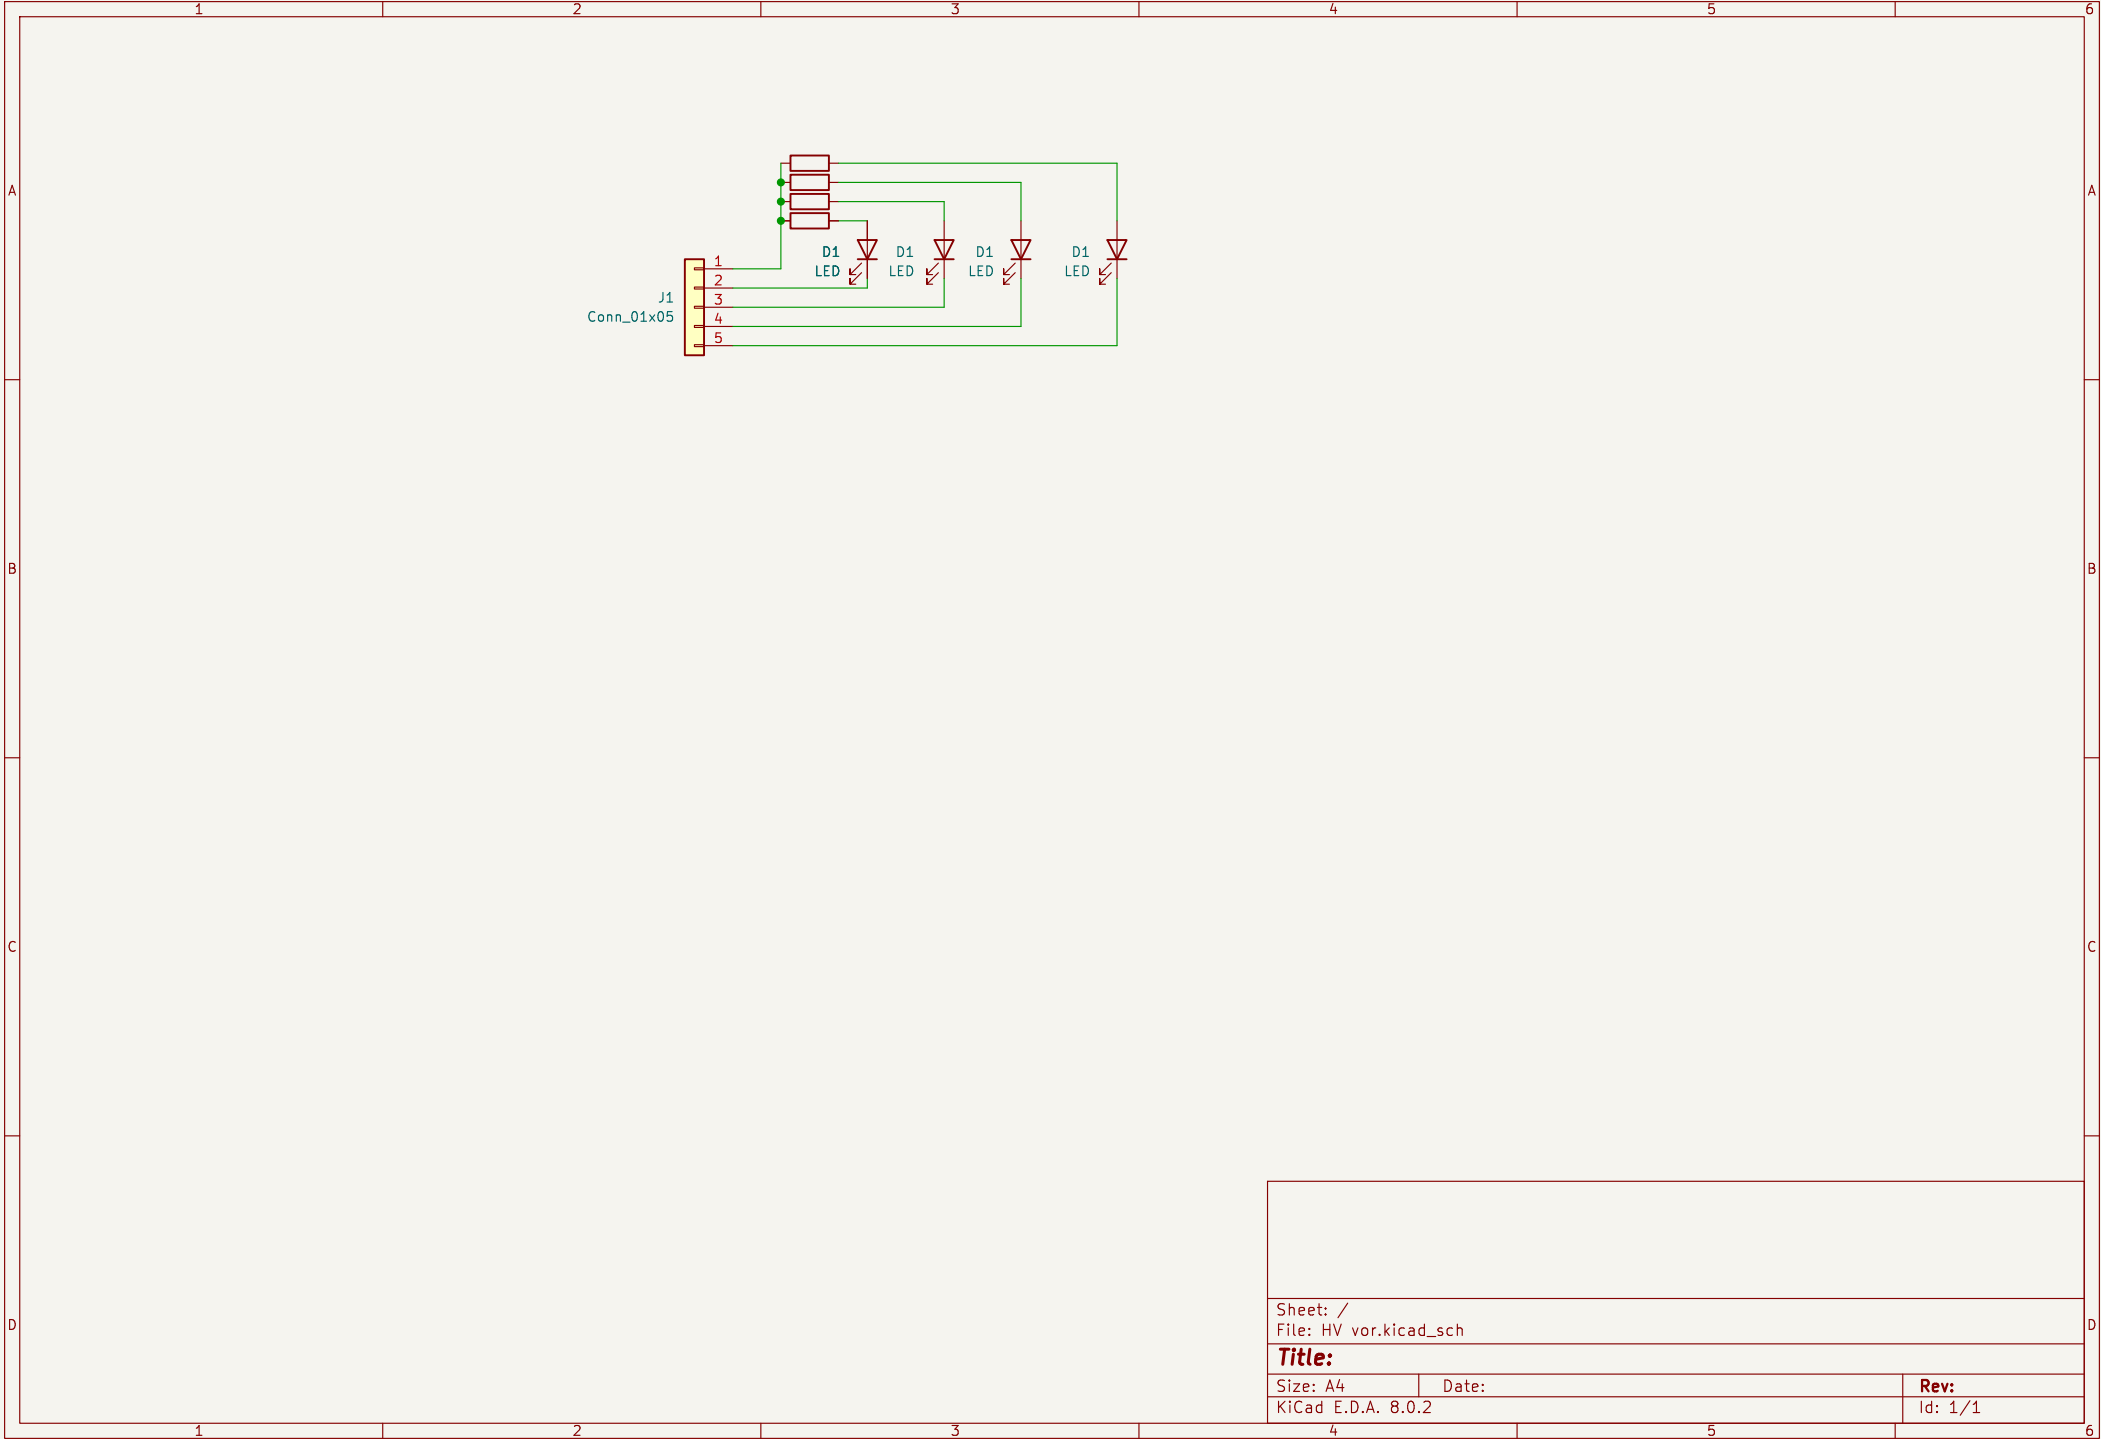 1 2 3 4 5 6
A A
D1 D1 D1 D1
LED LED LED LED
1
2
J1 3
Conn_01x05 4
5
B B
C C
Sheet: /
File: HV vor.kicad_sch
D D
Title:
Size: A4 Date: Rev:
KiCad E.D.A. 8.0.2 Id: 1/1
1 2 3 4 5 6